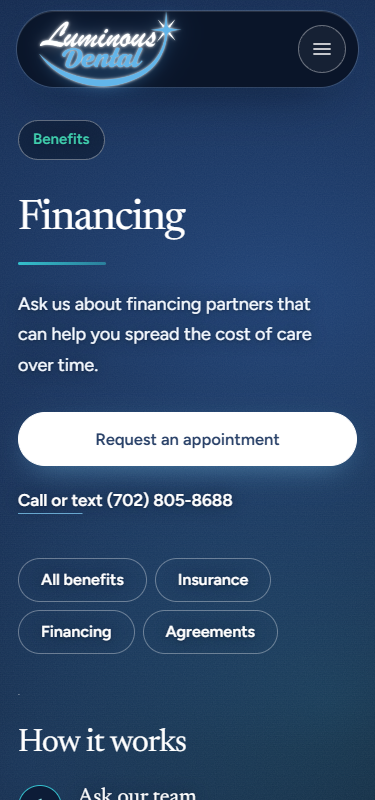 Luminous
Dental
Benefits
Financing
Ask us about financing partners that
can help you spread the cost of care
over time.
Request an appointment
Call or text (702) 805-8688
All benefits
Insurance
Financing
Agreements
.
How it works
Ask our team